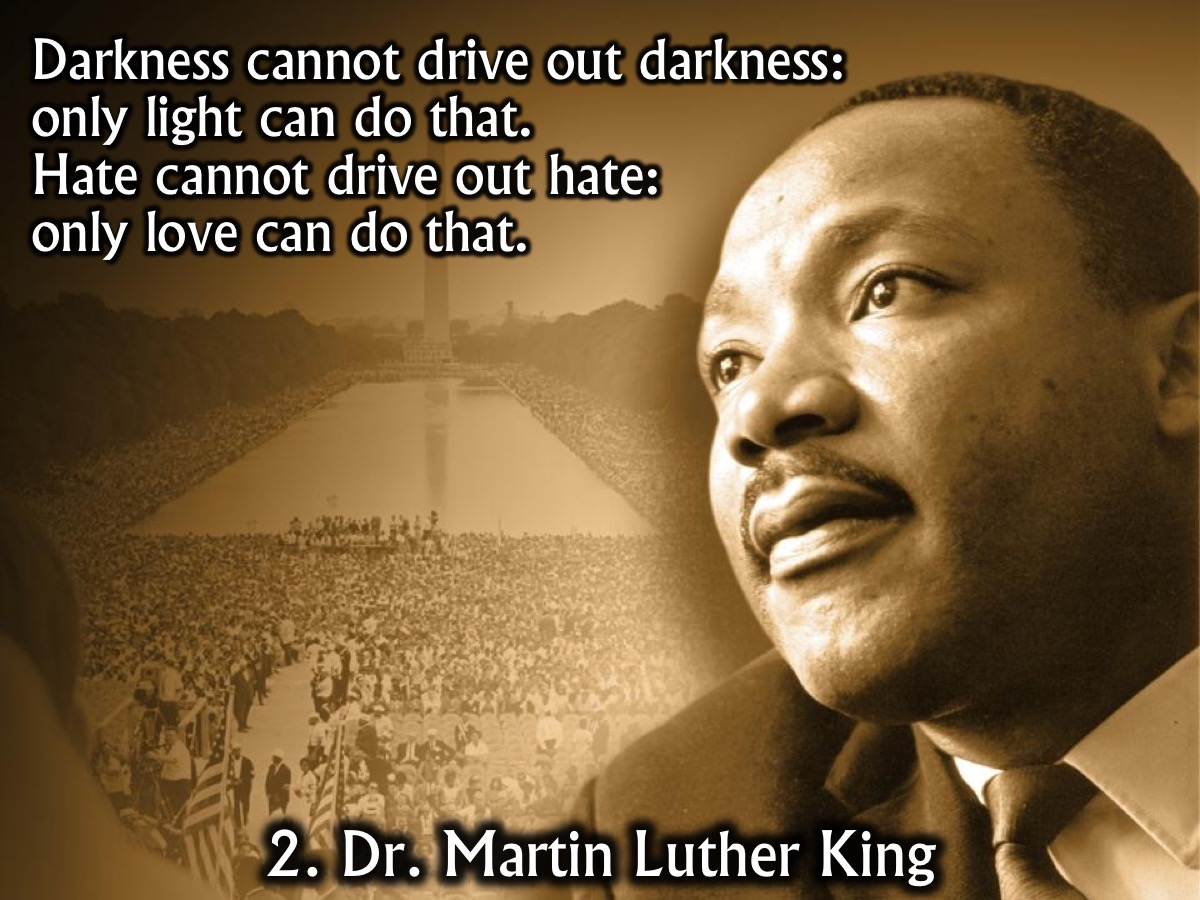 Darkness cannot drive out darkness:
only light can do that.
Hate cannot drive out hate:
only love can do that.
2. Dr. Martin Luther King